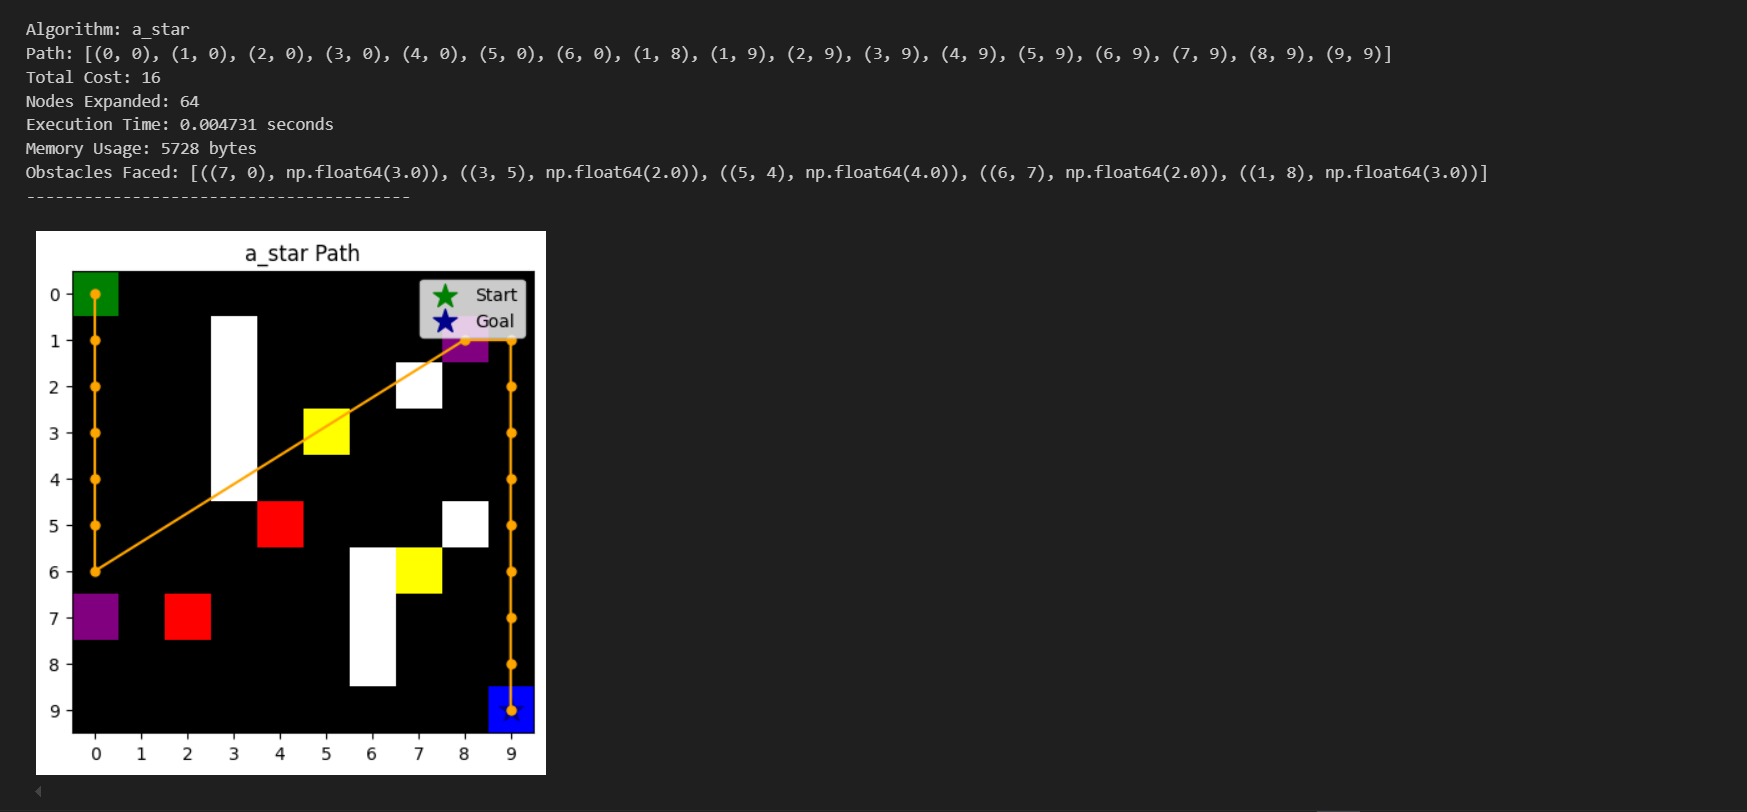 Algorithm: a_star
Path: [(0, 0), (1, 0), (2, 0), (3, 0), (4, 0), (5, 0), (6, 0), (1, 8), (1, 9), (2, 9), (3, 9), (4, 9), (5, 9), (6, 9), (7, 9), (8, 9), (9, 9)]
Total Cost: 16
Nodes Expanded: 64
Execution Time: 0.004731 seconds
Memory Usage: 5728 bytes
Obstacles Faced: [((7, 0), np.float64(3.0)), ((3, 5), np.float64(2.0)), ((5, 4), np.float64(4.0)), ((6, 7), np.float64(2.0)), ((1, 8), np.float64(3.0))]
----------------------------------------
a_star Path
Start
Goal
0
1
2
3
4
5
6
7
8
9
0 1 2 3 4 5 6 7 8 9